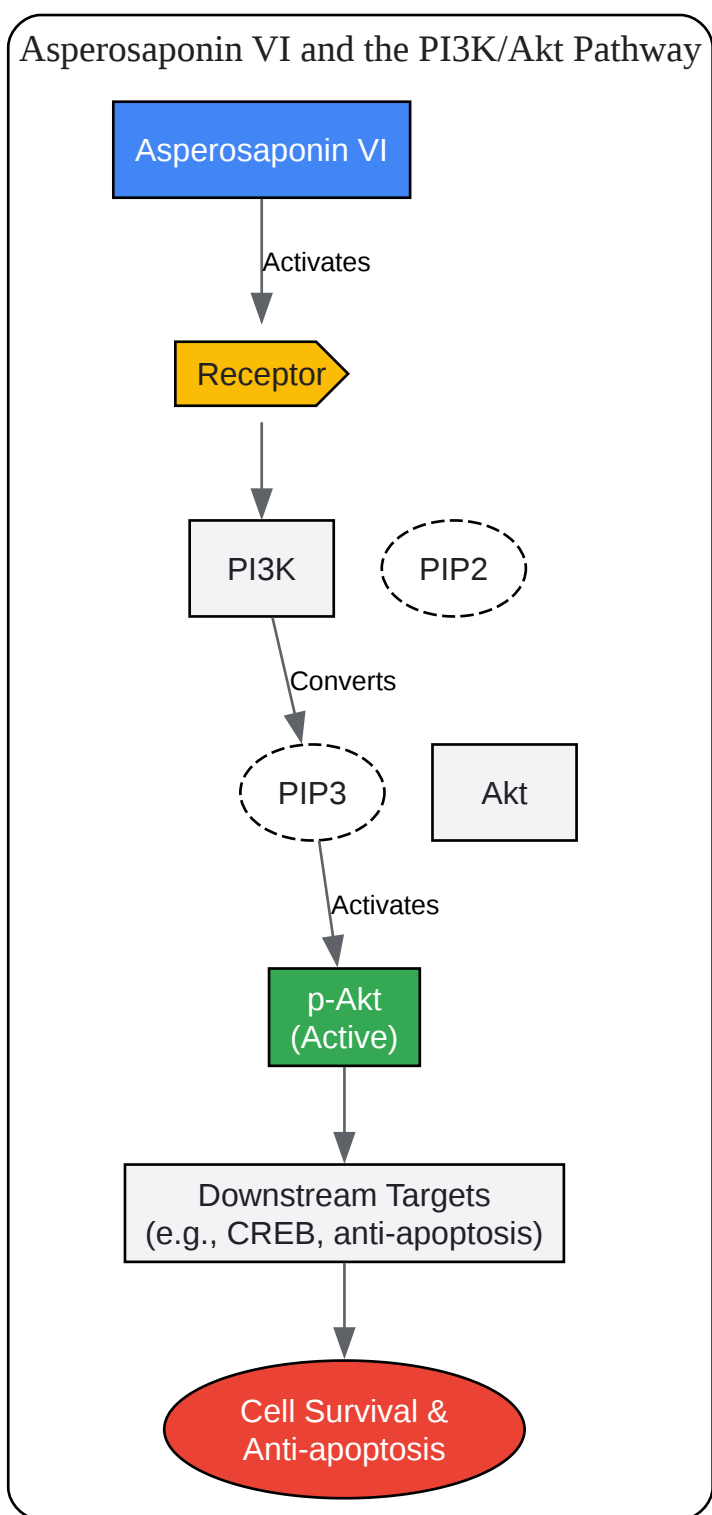 Asperosaponin VI and the PI3K/Akt Pathway
Asperosaponin VI
Activates
Receptor
PI3K
PIP2
Converts
PIP3
Akt
Activates
p-Akt
(Active)
Downstream Targets
(e.g., CREB, anti-apoptosis)
Cell Survival &
Anti-apoptosis